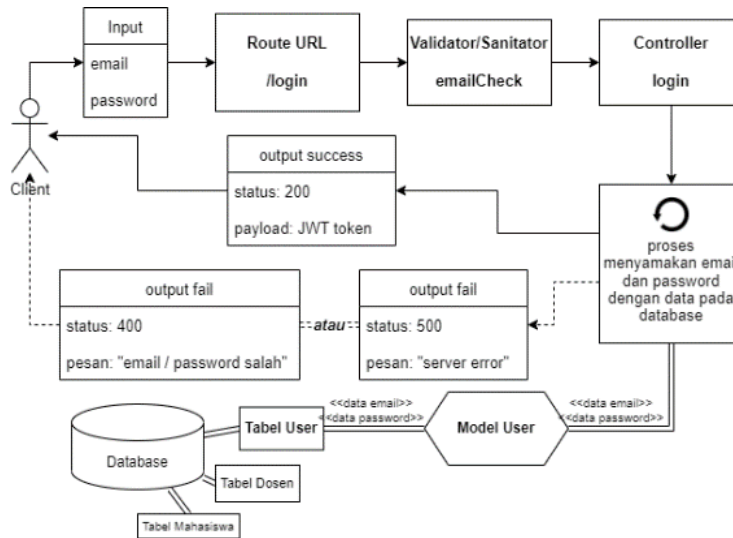 Input
email
password
Route URL
/login
Validator/Sanitator
emailCheck
Controller
login
Client
output success
status: 200
payload: JWT token
proses
menyamakan email
dan password
dengan data pada
database
output fail
status: 400
pesan: "email / password salah"
atau
output fail
status: 500
pesan: "server error"
<<data email>>
<<data password>>
<<data email>>
<<data password>>
Tabel User
Model User
Database
Tabel Dosen
Tabel Mahasiswa